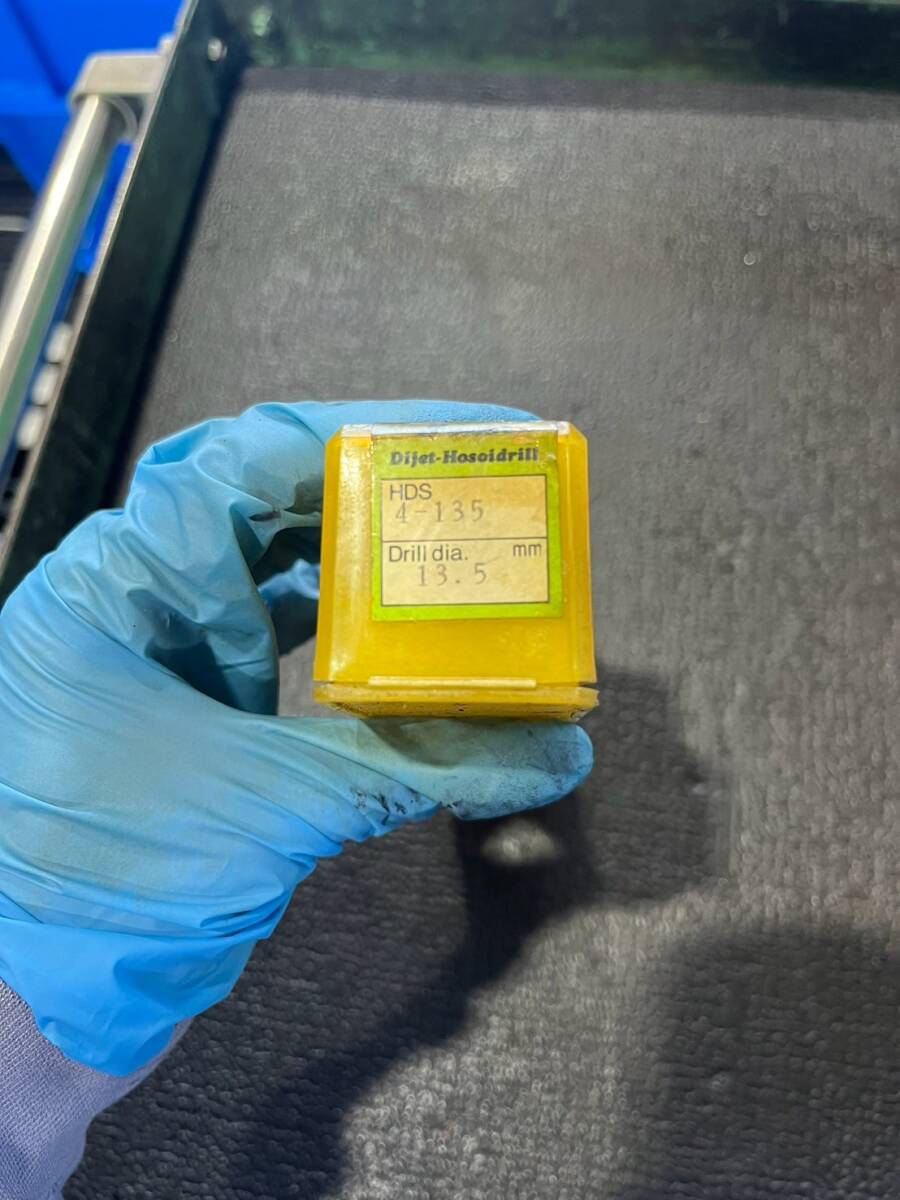 Dijet-Hosoidrill
HDS
4-135
Drill dia. mm
13.5